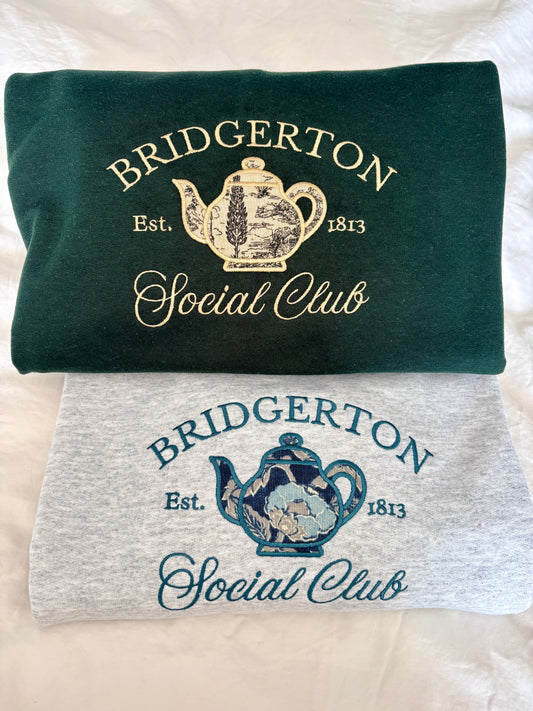 BRIDGERTON
Est. 1813
Social Club
BRIDGERTON
Est. 1813
Social Club